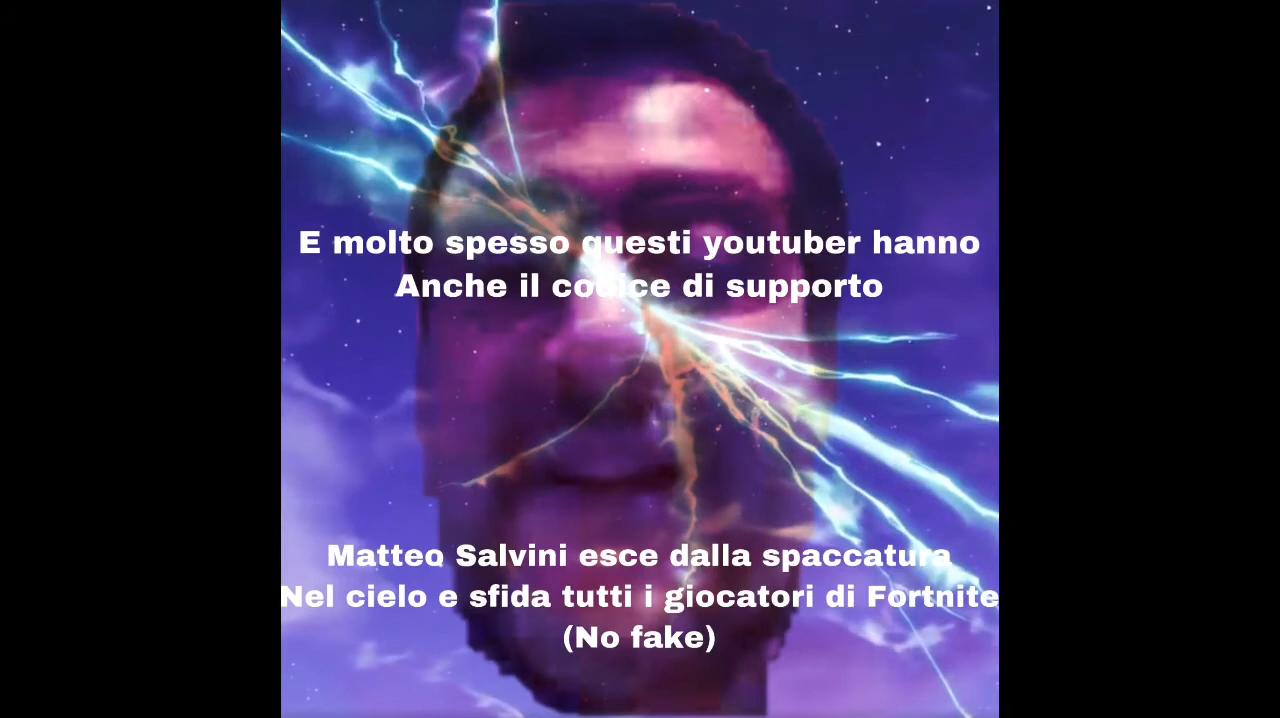 E molto spesso questi youtuber hanno
Anche il codice di supporto
Matteo Salvini esce dalla spaccatura
Nel cielo e sfida tutti i giocatori di Fortnite
(No fake)